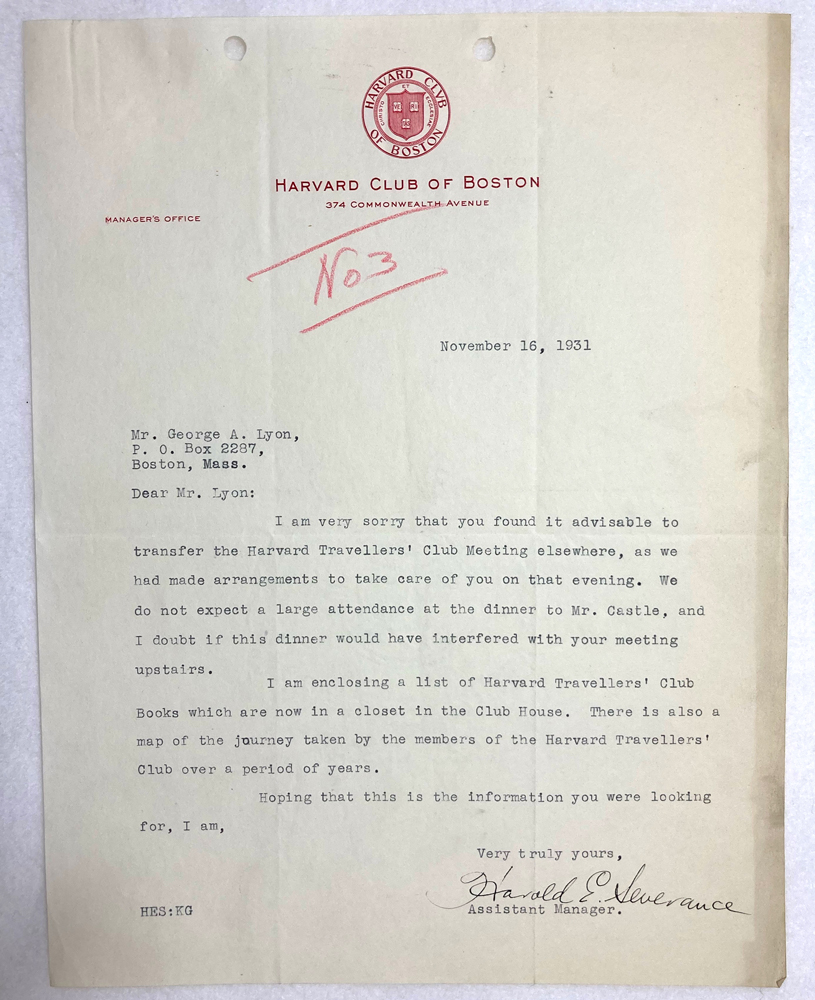 HARVARD CLVB OF BOSTON
CHRISTO ET ECCLESIAE
VE RI TAS
HARVARD CLUB OF BOSTON
374 COMMONWEALTH AVENUE
MANAGER'S OFFICE
No 3
November 16, 1931
Mr. George A. Lyon,
P. O. Box 2287,
Boston, Mass.
Dear Mr. Lyon:
I am very sorry that you found it advisable to
transfer the Harvard Travellers' Club Meeting elsewhere, as we
had made arrangements to take care of you on that evening. We
do not expect a large attendance at the dinner to Mr. Castle, and
I doubt if this dinner would have interfered with your meeting
upstairs.
I am enclosing a list of Harvard Travellers' Club
Books which are now in a closet in the Club House. There is also a
map of the journey taken by the members of the Harvard Travellers'
Club over a period of years.
Hoping that this is the information you were looking
for, I am,
Very truly yours,
Harold E. Severance
Assistant Manager.
HES:KG